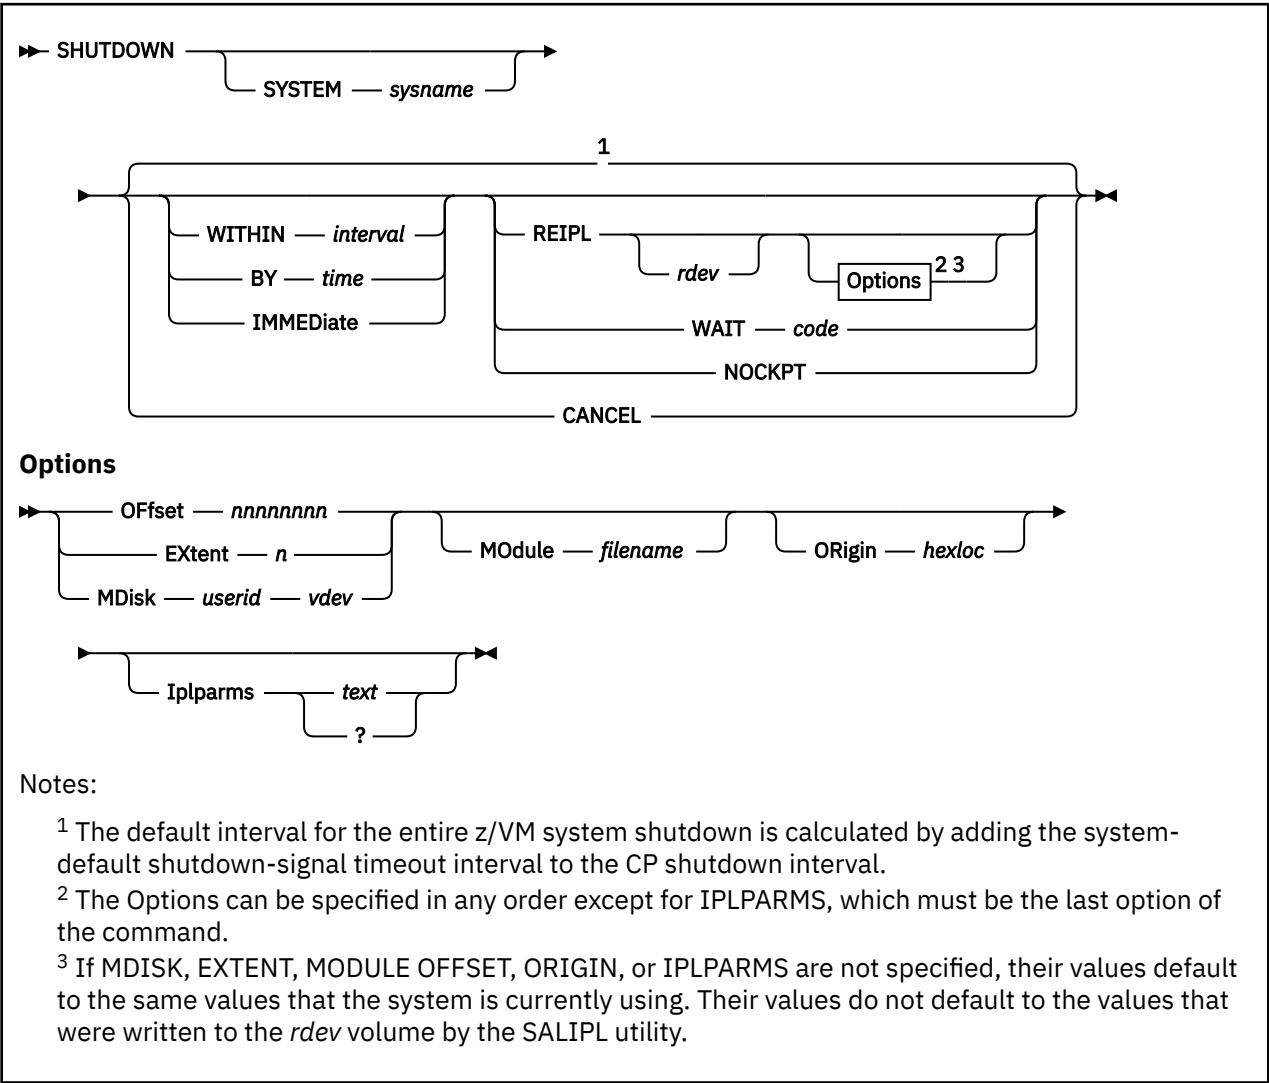 SHUTDOWN
SYSTEM sysname
1
WITHIN interval REIPL
BY time rdev Options 2 3
IMMEDiate WAIT code
NOCKPT
CANCEL
Options
OFfset nnnnnnnn
EXtent n MOdule filename ORigin hexloc
MDisk userid vdev
Iplparms text
?
Notes:
1 The default interval for the entire z/VM system shutdown is calculated by adding the system-
default shutdown-signal timeout interval to the CP shutdown interval.
2 The Options can be specified in any order except for IPLPARMS, which must be the last option of
the command.
3 If MDISK, EXTENT, MODULE OFFSET, ORIGIN, or IPLPARMS are not specified, their values default
to the same values that the system is currently using. Their values do not default to the values that
were written to the rdev volume by the SALIPL utility.